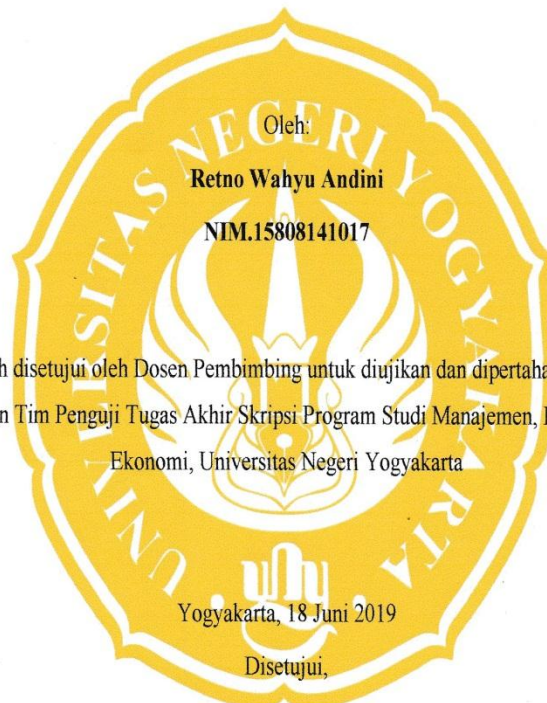 Oleh:
Retno Wahyu Andini
NIM.15808141017
h disetujui oleh Dosen Pembimbing untuk diujikan dan dipertaha
n Tim Penguji Tugas Akhir Skripsi Program Studi Manajemen,
Ekonomi, Universitas Negeri Yogyakarta
UNIVERSITAS NEGERI YOGYAKARTA
uny
Yogyakarta, 18 Juni 2019
Disetujui,